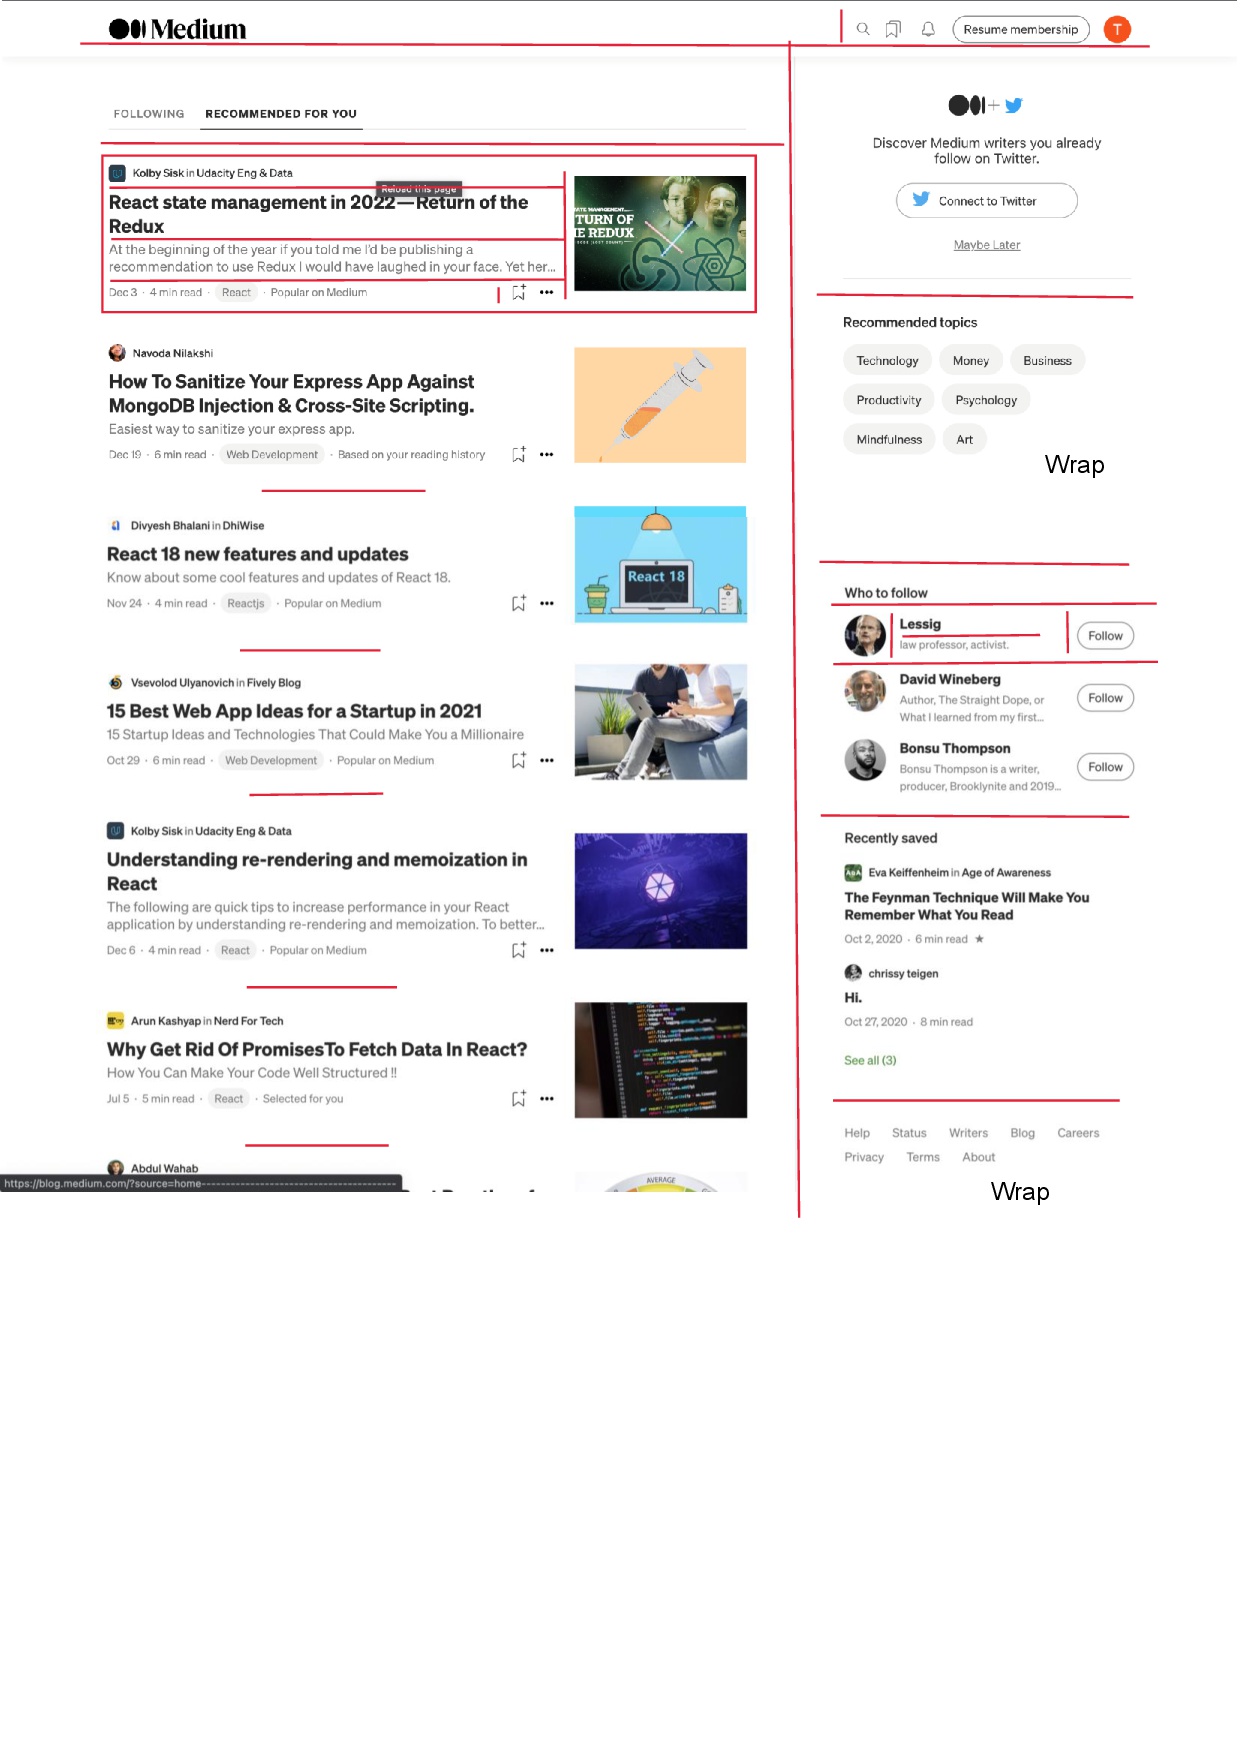 Medium
Resume membership
T
FOLLOWING RECOMMENDED FOR YOU
Kolby Sisk in Udacity Eng & Data
Reload this page
React state management in 2022—Return of the
Redux
At the beginning of the year if you told me I'd be publishing a
recommendation to use Redux I would have laughed in your face. Yet her...
Dec 3 · 4 min read · React · Popular on Medium
TURN OF
E REDUX
Navoda Nilakshi
How To Sanitize Your Express App Against
MongoDB Injection & Cross-Site Scripting.
Easiest way to sanitize your express app.
Dec 19 · 6 min read · Web Development · Based on your reading history
Divyesh Bhalani in DhiWise
React 18 new features and updates
Know about some cool features and updates of React 18.
Nov 24 · 4 min read · Reactjs · Popular on Medium
React 18
Vsevolod Ulyanovich in Fively Blog
15 Best Web App Ideas for a Startup in 2021
15 Startup Ideas and Technologies That Could Make You a Millionaire
Oct 29 · 6 min read · Web Development · Popular on Medium
Kolby Sisk in Udacity Eng & Data
Understanding re-rendering and memoization in
React
The following are quick tips to increase performance in your React
application by understanding re-rendering and memoization. To better...
Dec 6 · 4 min read · React · Popular on Medium
Arun Kashyap in Nerd For Tech
Why Get Rid Of PromisesTo Fetch Data In React?
How You Can Make Your Code Well Structured !!
Jul 5 · 5 min read · React · Selected for you
Abdul Wahab
AVERAGE
https://blog.medium.com/?source=home------------------------------------------
+
Discover Medium writers you already
follow on Twitter.
Connect to Twitter
Maybe Later
Recommended topics
Technology Money Business
Productivity Psychology
Mindfulness Art
Wrap
Who to follow
Lessig
law professor, activist.
Follow
David Wineberg
Author, The Straight Dope, or
What I learned from my first...
Follow
Bonsu Thompson
Bonsu Thompson is a writer,
producer, Brooklynite and 2019...
Follow
Recently saved
Eva Keiffenheim in Age of Awareness
The Feynman Technique Will Make You
Remember What You Read
Oct 2, 2020 · 6 min read ★
chrissy teigen
Hi.
Oct 27, 2020 · 8 min read
See all (3)
Help Status Writers Blog Careers
Privacy Terms About
Wrap